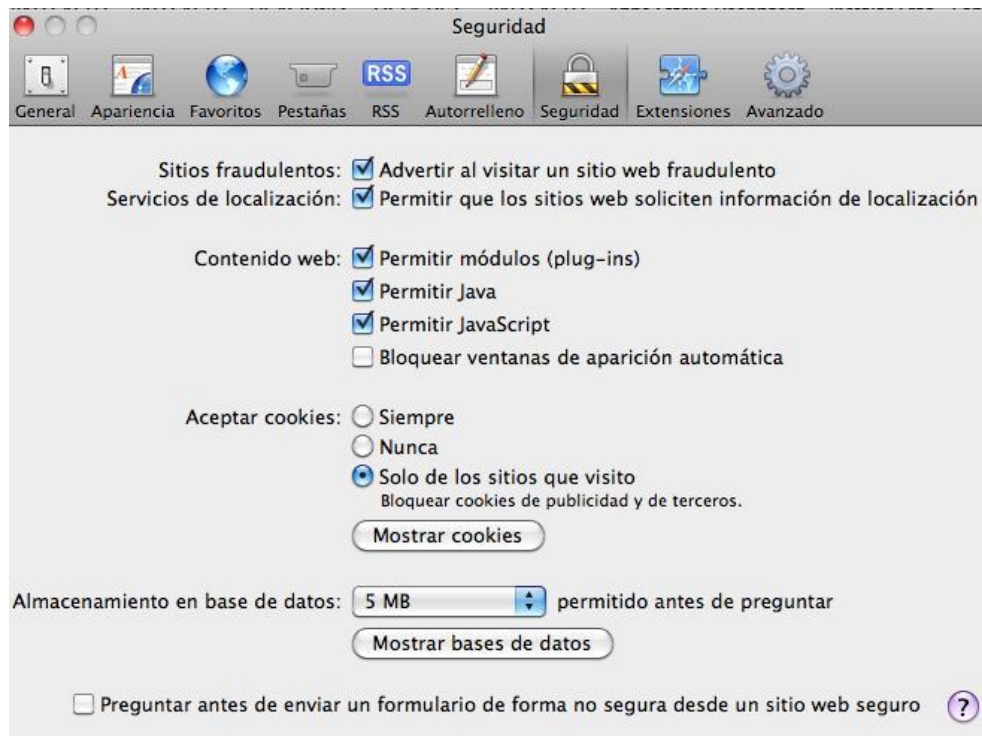 Seguridad
RSS
General Apariencia Favoritos Pestañas RSS Autorrelleno Seguridad Extensiones Avanzado
Sitios fraudulentos: Advertir al visitar un sitio web fraudulento
Servicios de localización: Permitir que los sitios web soliciten información de localización
Contenido web: Permitir módulos (plug-ins)
Permitir Java
Permitir JavaScript
Bloquear ventanas de aparición automática
Aceptar cookies: Siempre
Nunca
Solo de los sitios que visito
Bloquear cookies de publicidad y de terceros.
Mostrar cookies
Almacenamiento en base de datos: 5 MB permitido antes de preguntar
Mostrar bases de datos
Preguntar antes de enviar un formulario de forma no segura desde un sitio web seguro ?